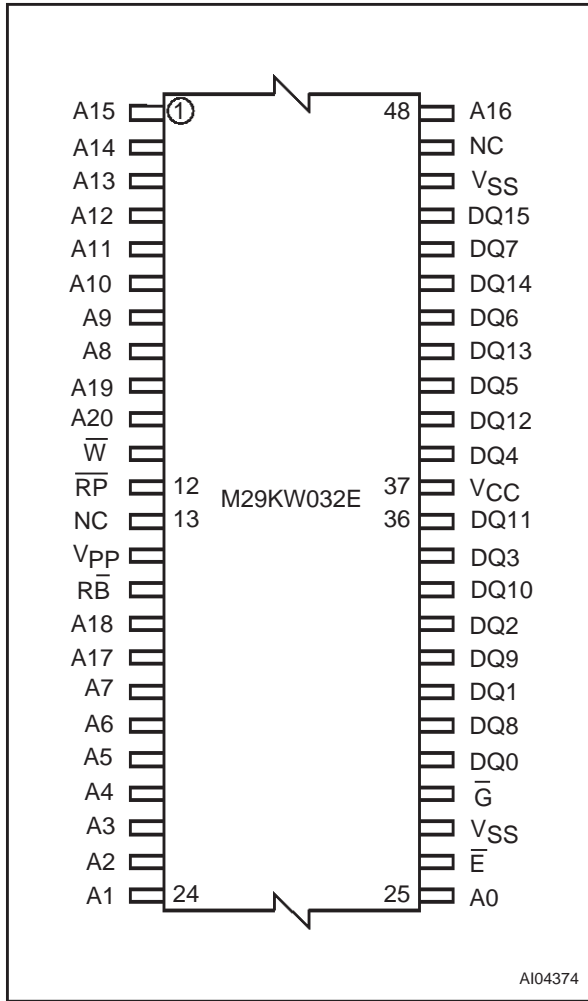 A15 1 48 A16
A14 NC
A13 VSS
A12 DQ15
A11 DQ7
A10 DQ14
A9 DQ6
A8 DQ13
A19 DQ5
A20 DQ12
W̅ DQ4
R̅P̅ 12 37 VCC
M29KW032E
NC 13 36 DQ11
VPP DQ3
RB̅ DQ10
A18 DQ2
A17 DQ9
A7 DQ1
A6 DQ8
A5 DQ0
A4 G̅
A3 VSS
A2 E̅
A1 24 25 A0
AI04374